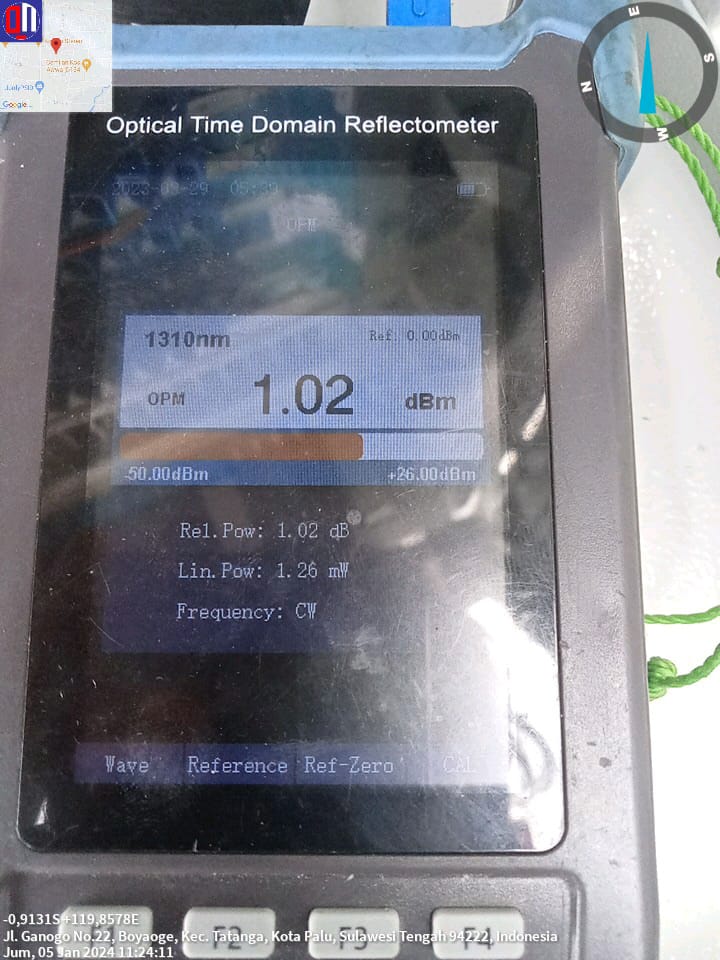 Optical Time Domain Reflectometer
2023-09-29 05:39
OPM
1310nm
Ref. 0.00dBm
OPM 1.02 dBm
-50.00dBm +26.00dBm
Rel.Pow: 1.02 dB
Lin.Pow: 1.26 mW
Frequency: CW
Wave Reference Ref-Zero CAL
F2 F3 F4
Google
N E S W
-0,9131S +119,8578E
Jl. Ganogo No.22, Boyaoge, Kec. Tatanga, Kota Palu, Sulawesi Tengah 94222, Indonesia
Jum, 05 Jan 2024 11:24:11